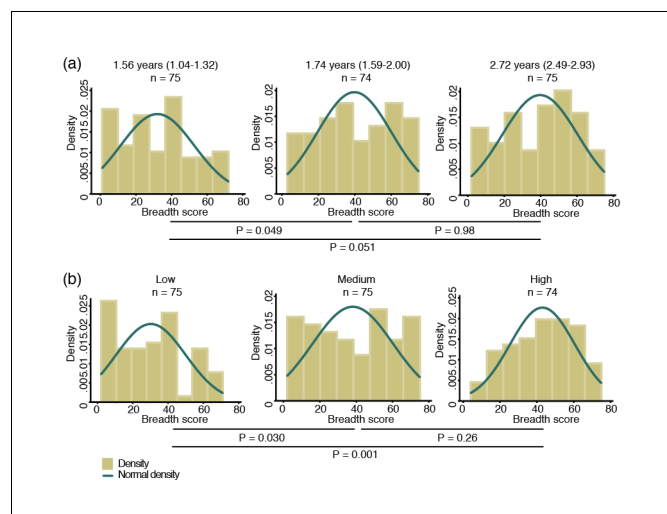 (a)
1.56 years (1.04-1.32)
n = 75
1.74 years (1.59-2.00)
n = 74
2.72 years (2.49-2.93)
n = 75
Density
0 .005 .01 .015 .02 .025
0 20 40 60 80
Breadth score
Density
0 .005 .01 .015 .02
0 20 40 60 80
Breadth score
Density
0 .005 .01 .015 .02
0 20 40 60 80
Breadth score
P = 0.049
P = 0.98
P = 0.051
(b)
Low
n = 75
Medium
n = 75
High
n = 74
Density
0 .005 .01 .015 .02 .025
0 20 40 60 80
Breadth score
Density
0 .005 .01 .015 .02
0 20 40 60 80
Breadth score
Density
0 .005 .01 .015 .02 .025
0 20 40 60 80
Breadth score
P = 0.030
P = 0.26
P = 0.001
Density
Normal density